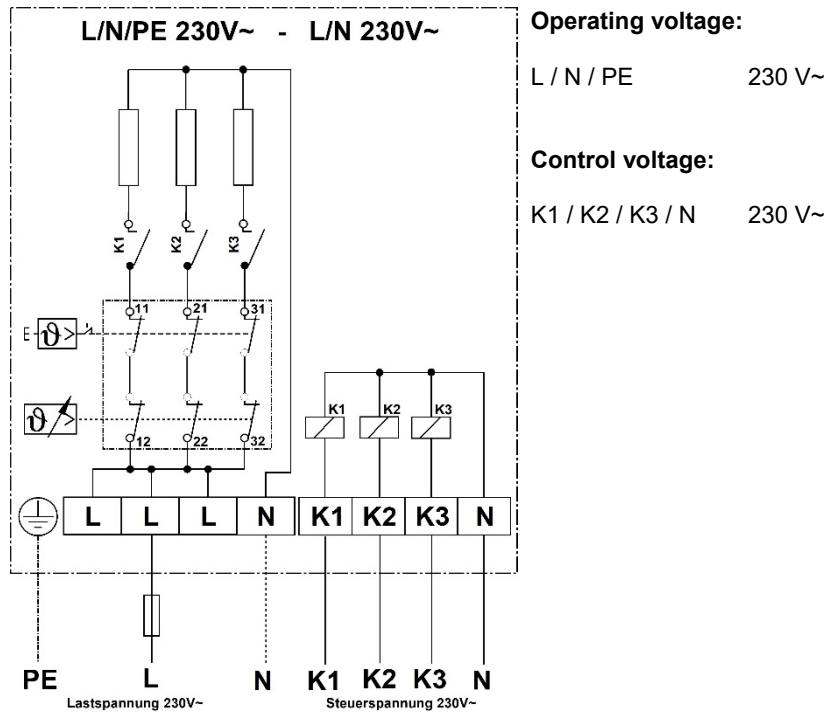 L/N/PE 230V~ - L/N 230V~
K1 K2 K3
11 21 31
E ϑ>
ϑ>
12 22 32
K1 K2 K3
L L L N K1 K2 K3 N
PE L N K1 K2 K3 N
Lastspannung 230V~ Steuerspannung 230V~
Operating voltage:
L / N / PE 230 V~
Control voltage:
K1 / K2 / K3 / N 230 V~